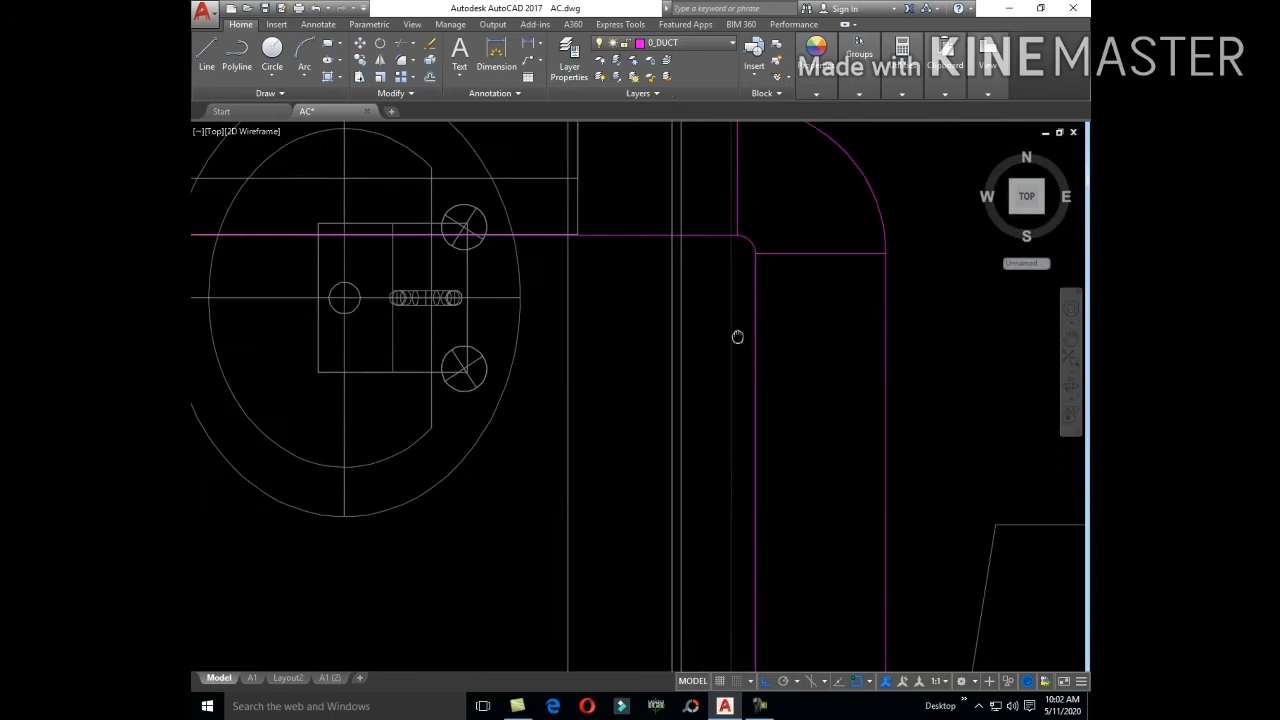 Autodesk AutoCAD 2017 AC.dwg
Type a keyword or phrase
Sign In
Home Insert Annotate Parametric View Manage Output Add-ins A360 Express Tools Featured Apps BIM 360 Performance
0_DUCT
Line Polyline Circle Arc
Text Dimension
Layer
Properties
Insert
Groups
Made with KINEMASTER
Draw Modify Annotation Layers Block
Start AC*
[−][Top][2D Wireframe]
N
W TOP E
S
Unnamed
Model A1 Layout2 A1 (2)
MODEL 1:1
Search the web and Windows
Desktop
10:02 AM
5/11/2020